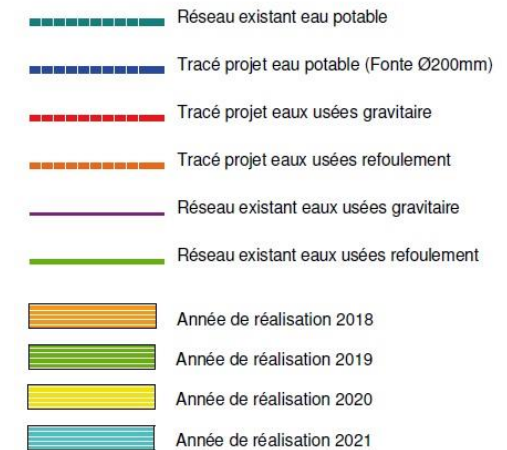 Réseau existant eau potable
Tracé projet eau potable (Fonte Ø200mm)
Tracé projet eaux usées gravitaire
Tracé projet eaux usées refoulement
Réseau existant eaux usées gravitaire
Réseau existant eaux usées refoulement
Année de réalisation 2018
Année de réalisation 2019
Année de réalisation 2020
Année de réalisation 2021